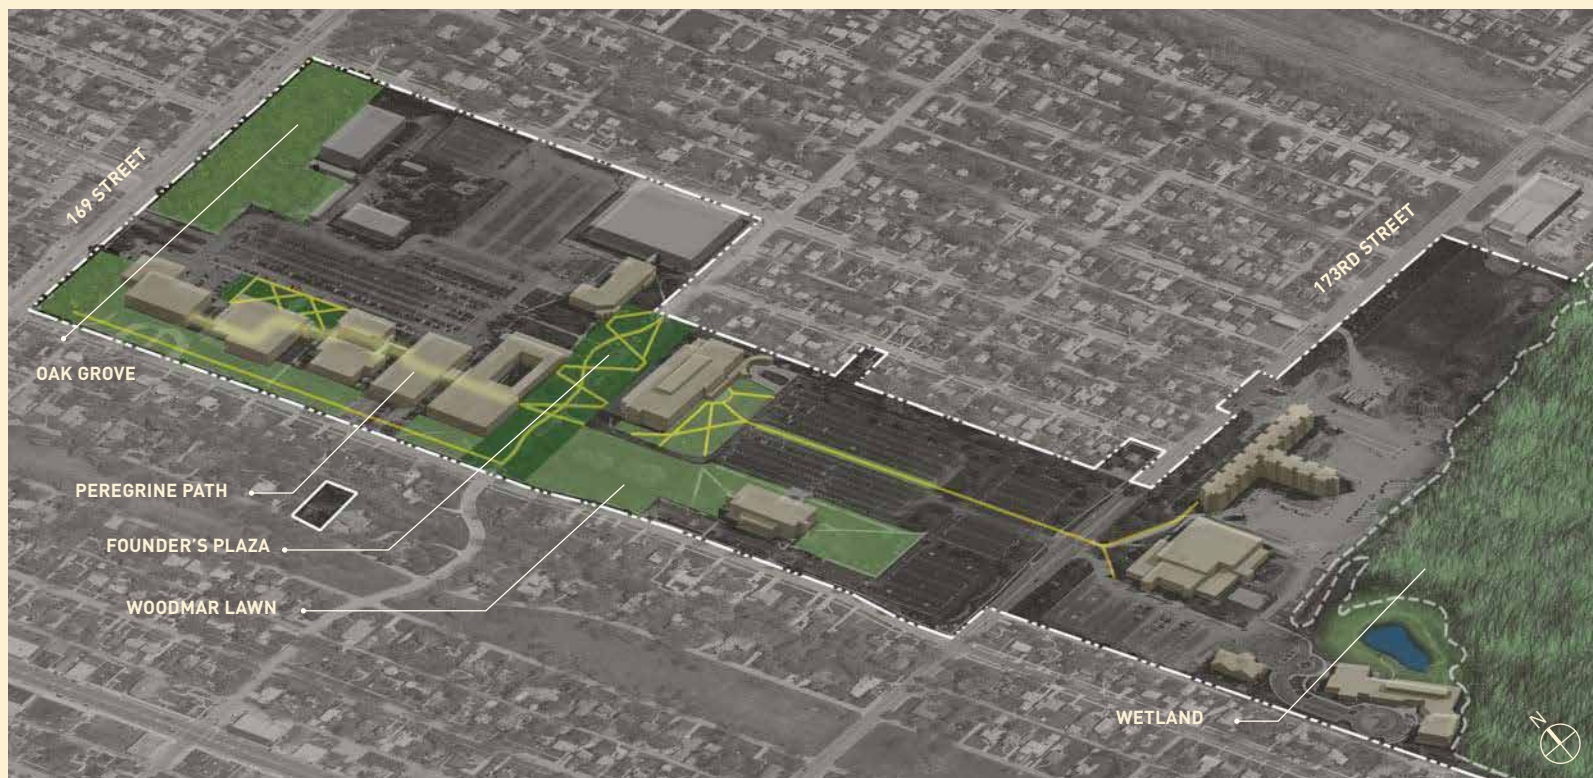 169 STREET
173RD STREET
OAK GROVE
PEREGRINE PATH
FOUNDER'S PLAZA
WOODMAR LAWN
WETLAND
N